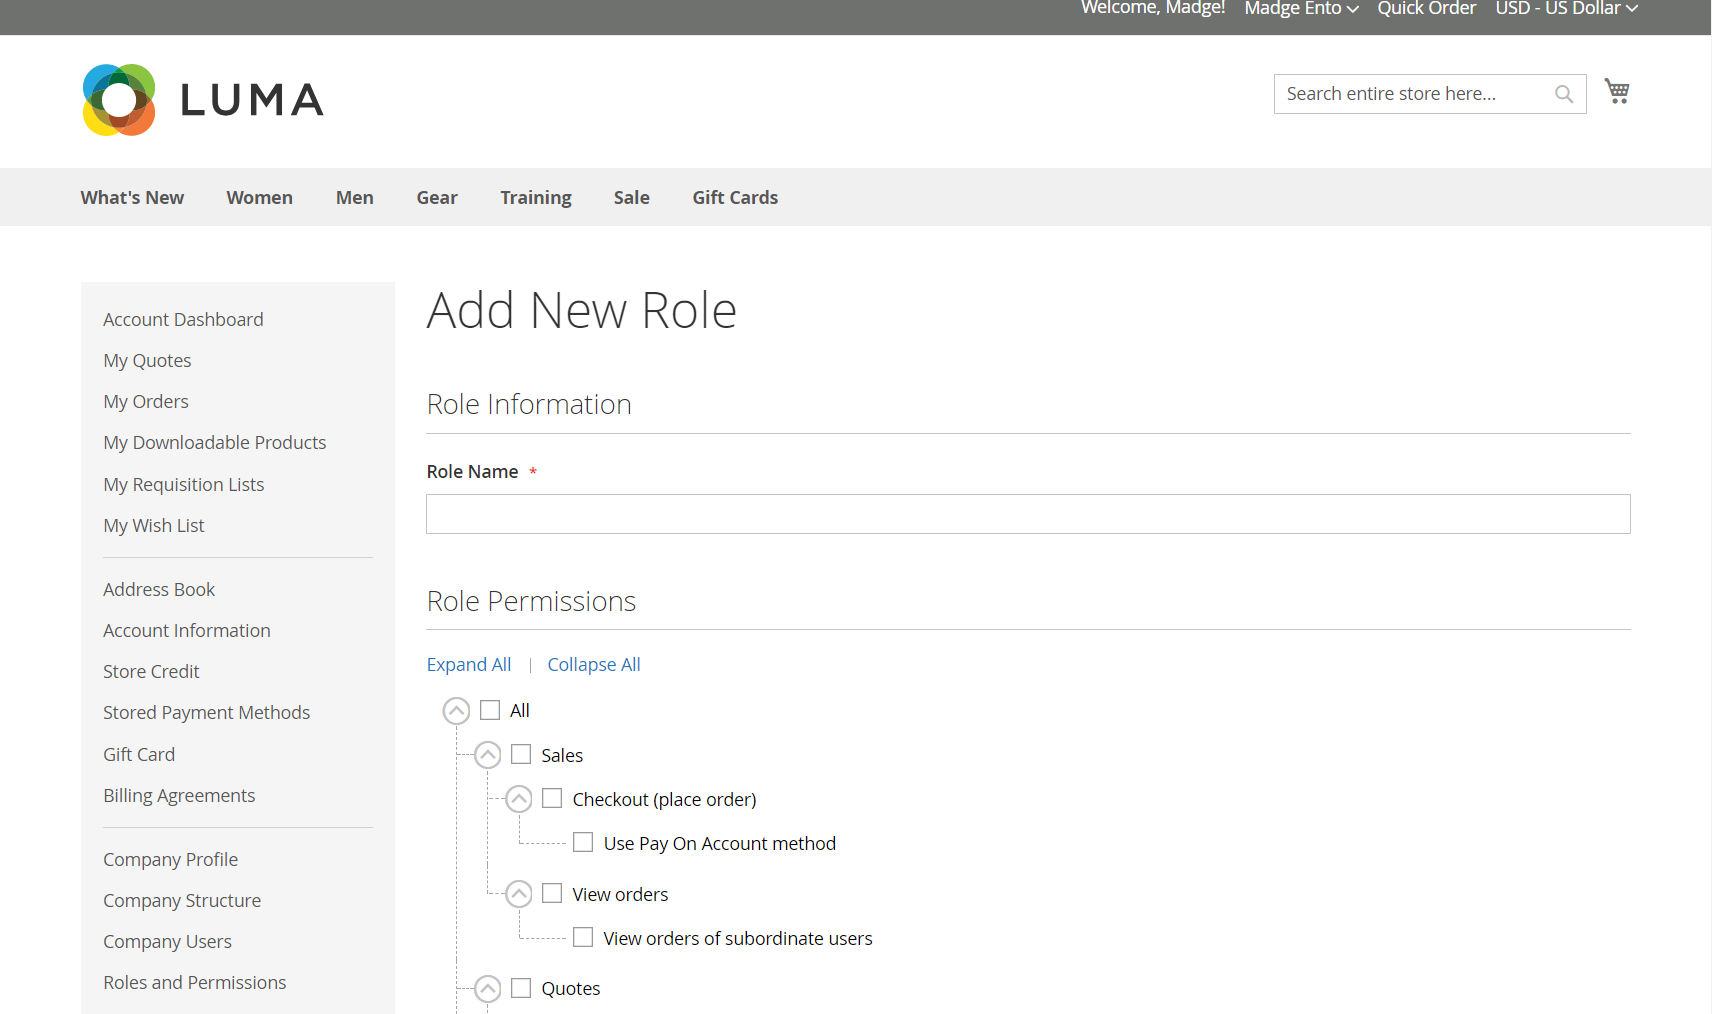 Welcome, Madge! Madge Ento Quick Order USD - US Dollar
LUMA
Search entire store here...
What's New Women Men Gear Training Sale Gift Cards
Account Dashboard
My Quotes
My Orders
My Downloadable Products
My Requisition Lists
My Wish List
Address Book
Account Information
Store Credit
Stored Payment Methods
Gift Card
Billing Agreements
Company Profile
Company Structure
Company Users
Roles and Permissions
Add New Role
Role Information
Role Name *
Role Permissions
Expand All | Collapse All
All
Sales
Checkout (place order)
Use Pay On Account method
View orders
View orders of subordinate users
Quotes